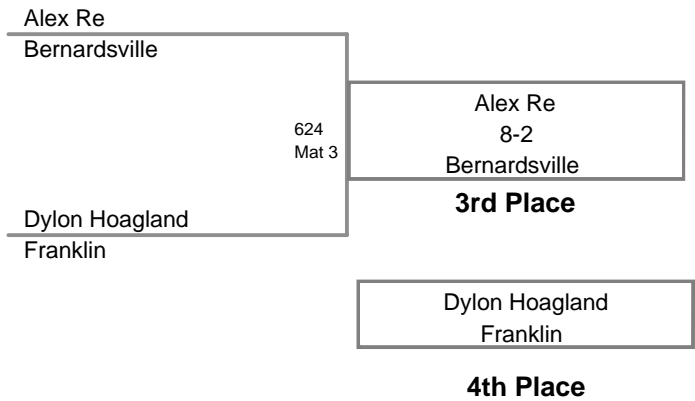 Alex Re
Bernardsville
624
Mat 3
Alex Re
8-2
Bernardsville
3rd Place
Dylon Hoagland
Franklin
Dylon Hoagland
Franklin
4th Place